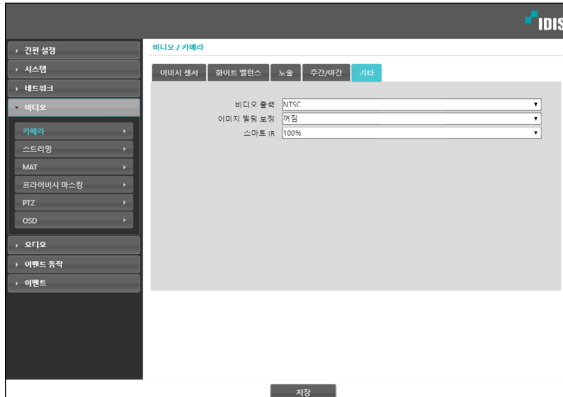 IDIS
간편 설정
시스템
네트워크
비디오
카메라
스트리밍
MAT
프라이버시 마스킹
PTZ
OSD
오디오
이벤트 동작
이벤트
비디오 / 카메라
이미지 센서 화이트 밸런스 노출 주간/야간 기타
비디오 출력 NTSC
이미지 떨림 보정 꺼짐
스마트 IR 100%
저장